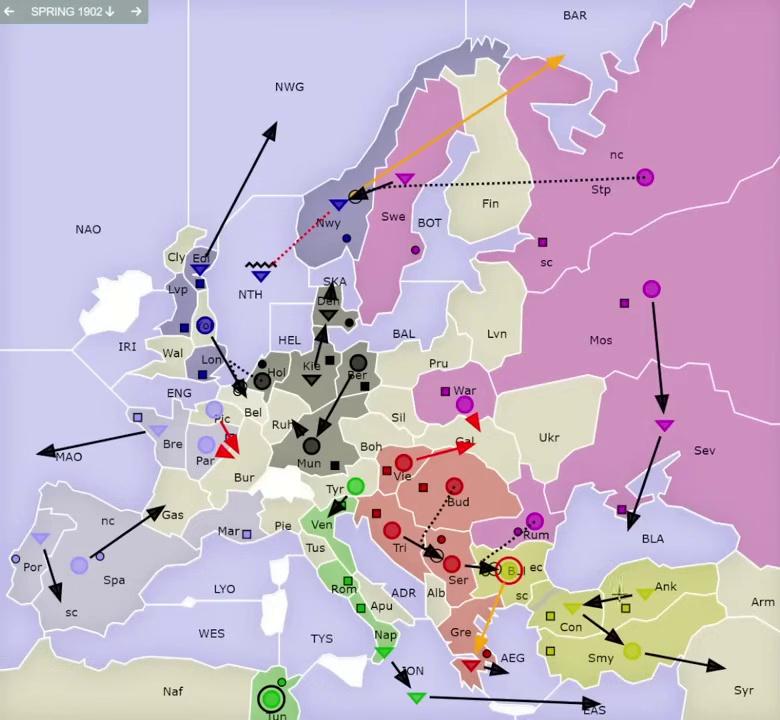 ← SPRING 1902↓ →
BAR
NWG
nc
Stp
NAO
Cly Edi
Nwy
Swe
BOT
Fin
sc
Lvp
NTH
SKA
Den
IRI
Wal
Lon
Hol
HEL
Kie
BAL
Ber
Pru
Lvn
Mos
ENG
Pic
Bel
Ruh
War
Sil
Bre
Par
MAO
Bur
Mun
Boh
Gal
Ukr
Vie
Tyr
Bud
Sev
nc
Gas
Mar
Pie
Ven
Tri
Rum
BLA
Por
Spa
Tus
Ser
ec
sc
LYO
Rom
ADR
Alb
sc
Ank
Arm
WES
Apu
Con
TYS
Nap
Gre
ION
AEG
Smy
Syr
Naf
Tun
EAS